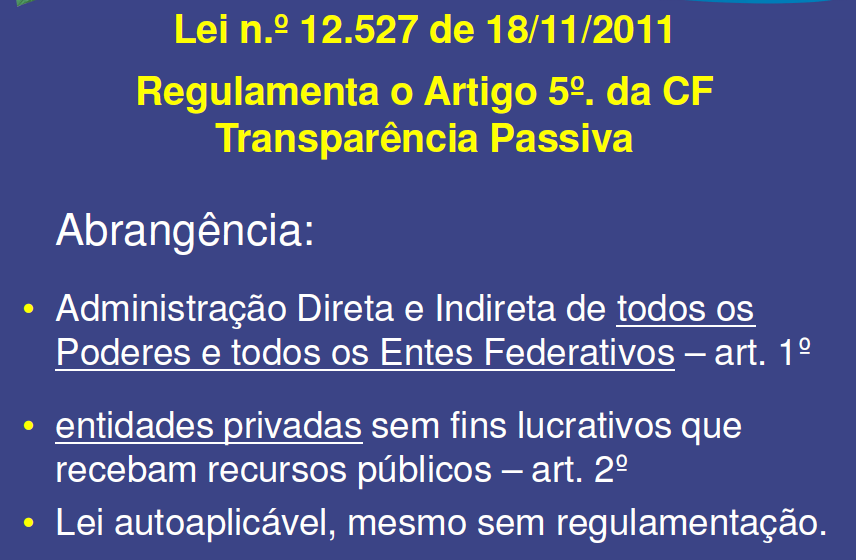 Lei n.º 12.527 de 18/11/2011
Regulamenta o Artigo 5º. da CF
Transparência Passiva
Abrangência:
• Administração Direta e Indireta de todos os
Poderes e todos os Entes Federativos – art. 1º
• entidades privadas sem fins lucrativos que
recebam recursos públicos – art. 2º
• Lei autoaplicável, mesmo sem regulamentação.